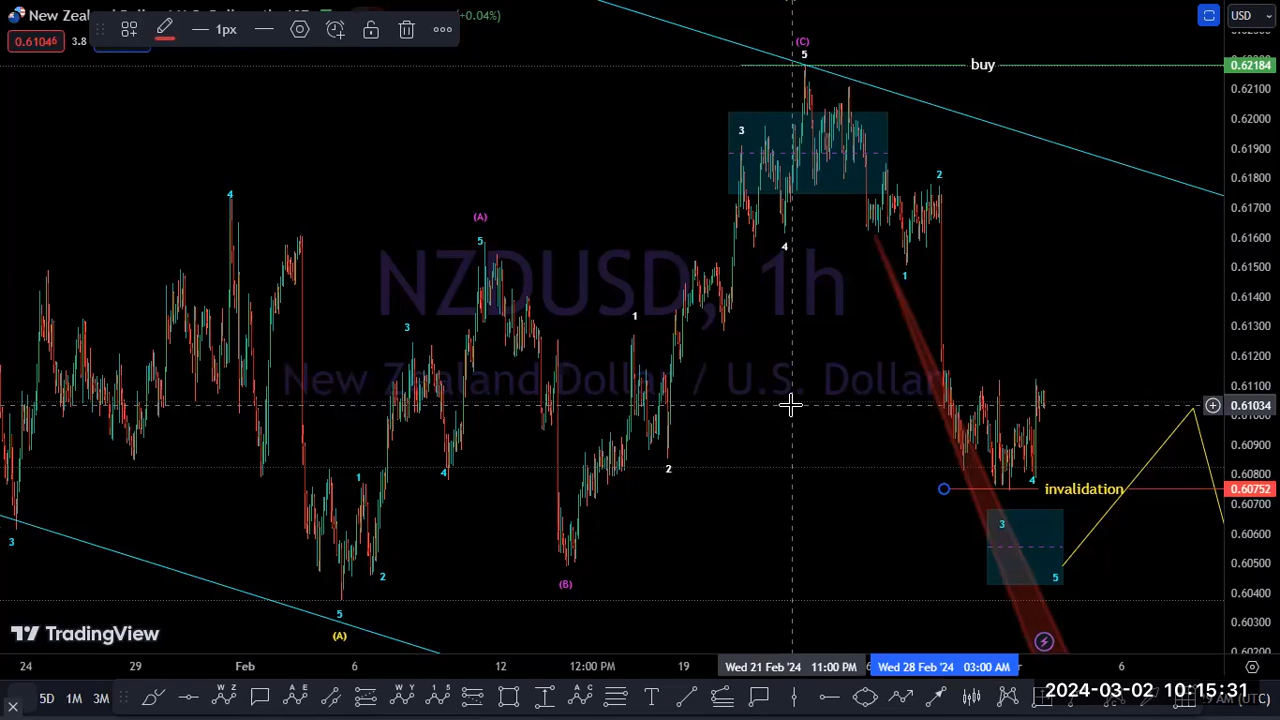 New Zealand
+0.04%)
1px
USD
0.61046
3.8
(C)
5
buy
0.62184
0.62100
0.62000
3
0.61900
0.61800
2
4
0.61700
(A)
5
4
0.61600
NZDUSD, 1h
1
0.61500
0.61400
1
3
0.61300
0.61200
New Zealand Dollar / U.S. Dollar
0.61100
0.61034
0.60900
2
4
1
4
0.60800
invalidation
0.60752
0.60700
3
3
0.60600
2
(B)
5
0.60500
0.60400
5
(A)
0.60300
TradingView
0.60200
24
29
Feb
6
12
12:00 PM
19
Wed 21 Feb '24 11:00 PM
Wed 28 Feb '24 03:00 AM
6
5D
1M
3M
2024-03-02 10:15:31
(UTC)